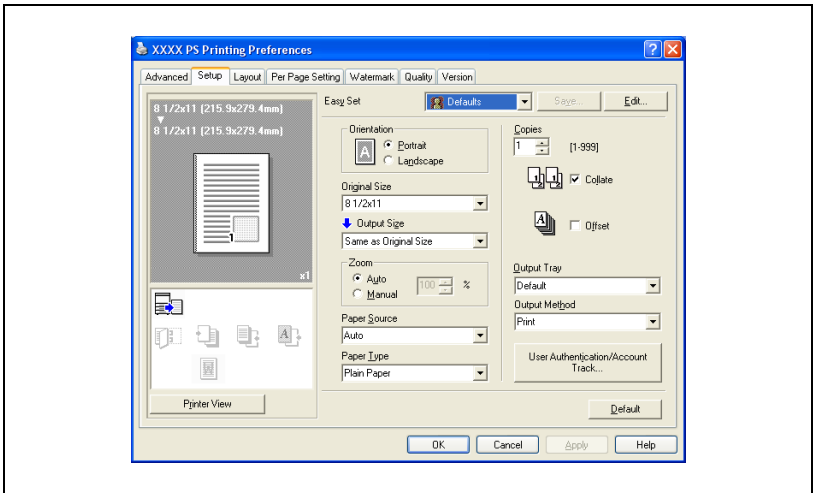 XXXX PS Printing Preferences
Advanced Setup Layout Per Page Setting Watermark Quality Version
8 1/2x11 (215.9x279.4mm)
8 1/2x11 (215.9x279.4mm)
1
x1
Printer View
Easy Set Defaults Save... Edit...
Orientation
A
Portrait
Landscape
Original Size
8 1/2x11
Output Size
Same as Original Size
Zoom
Auto
Manual
100 %
Paper Source
Auto
Paper Type
Plain Paper
Copies
1 [1-999]
Collate
Offset
Output Tray
Default
Output Method
Print
User Authentication/Account
Track...
Default
OK Cancel Apply Help